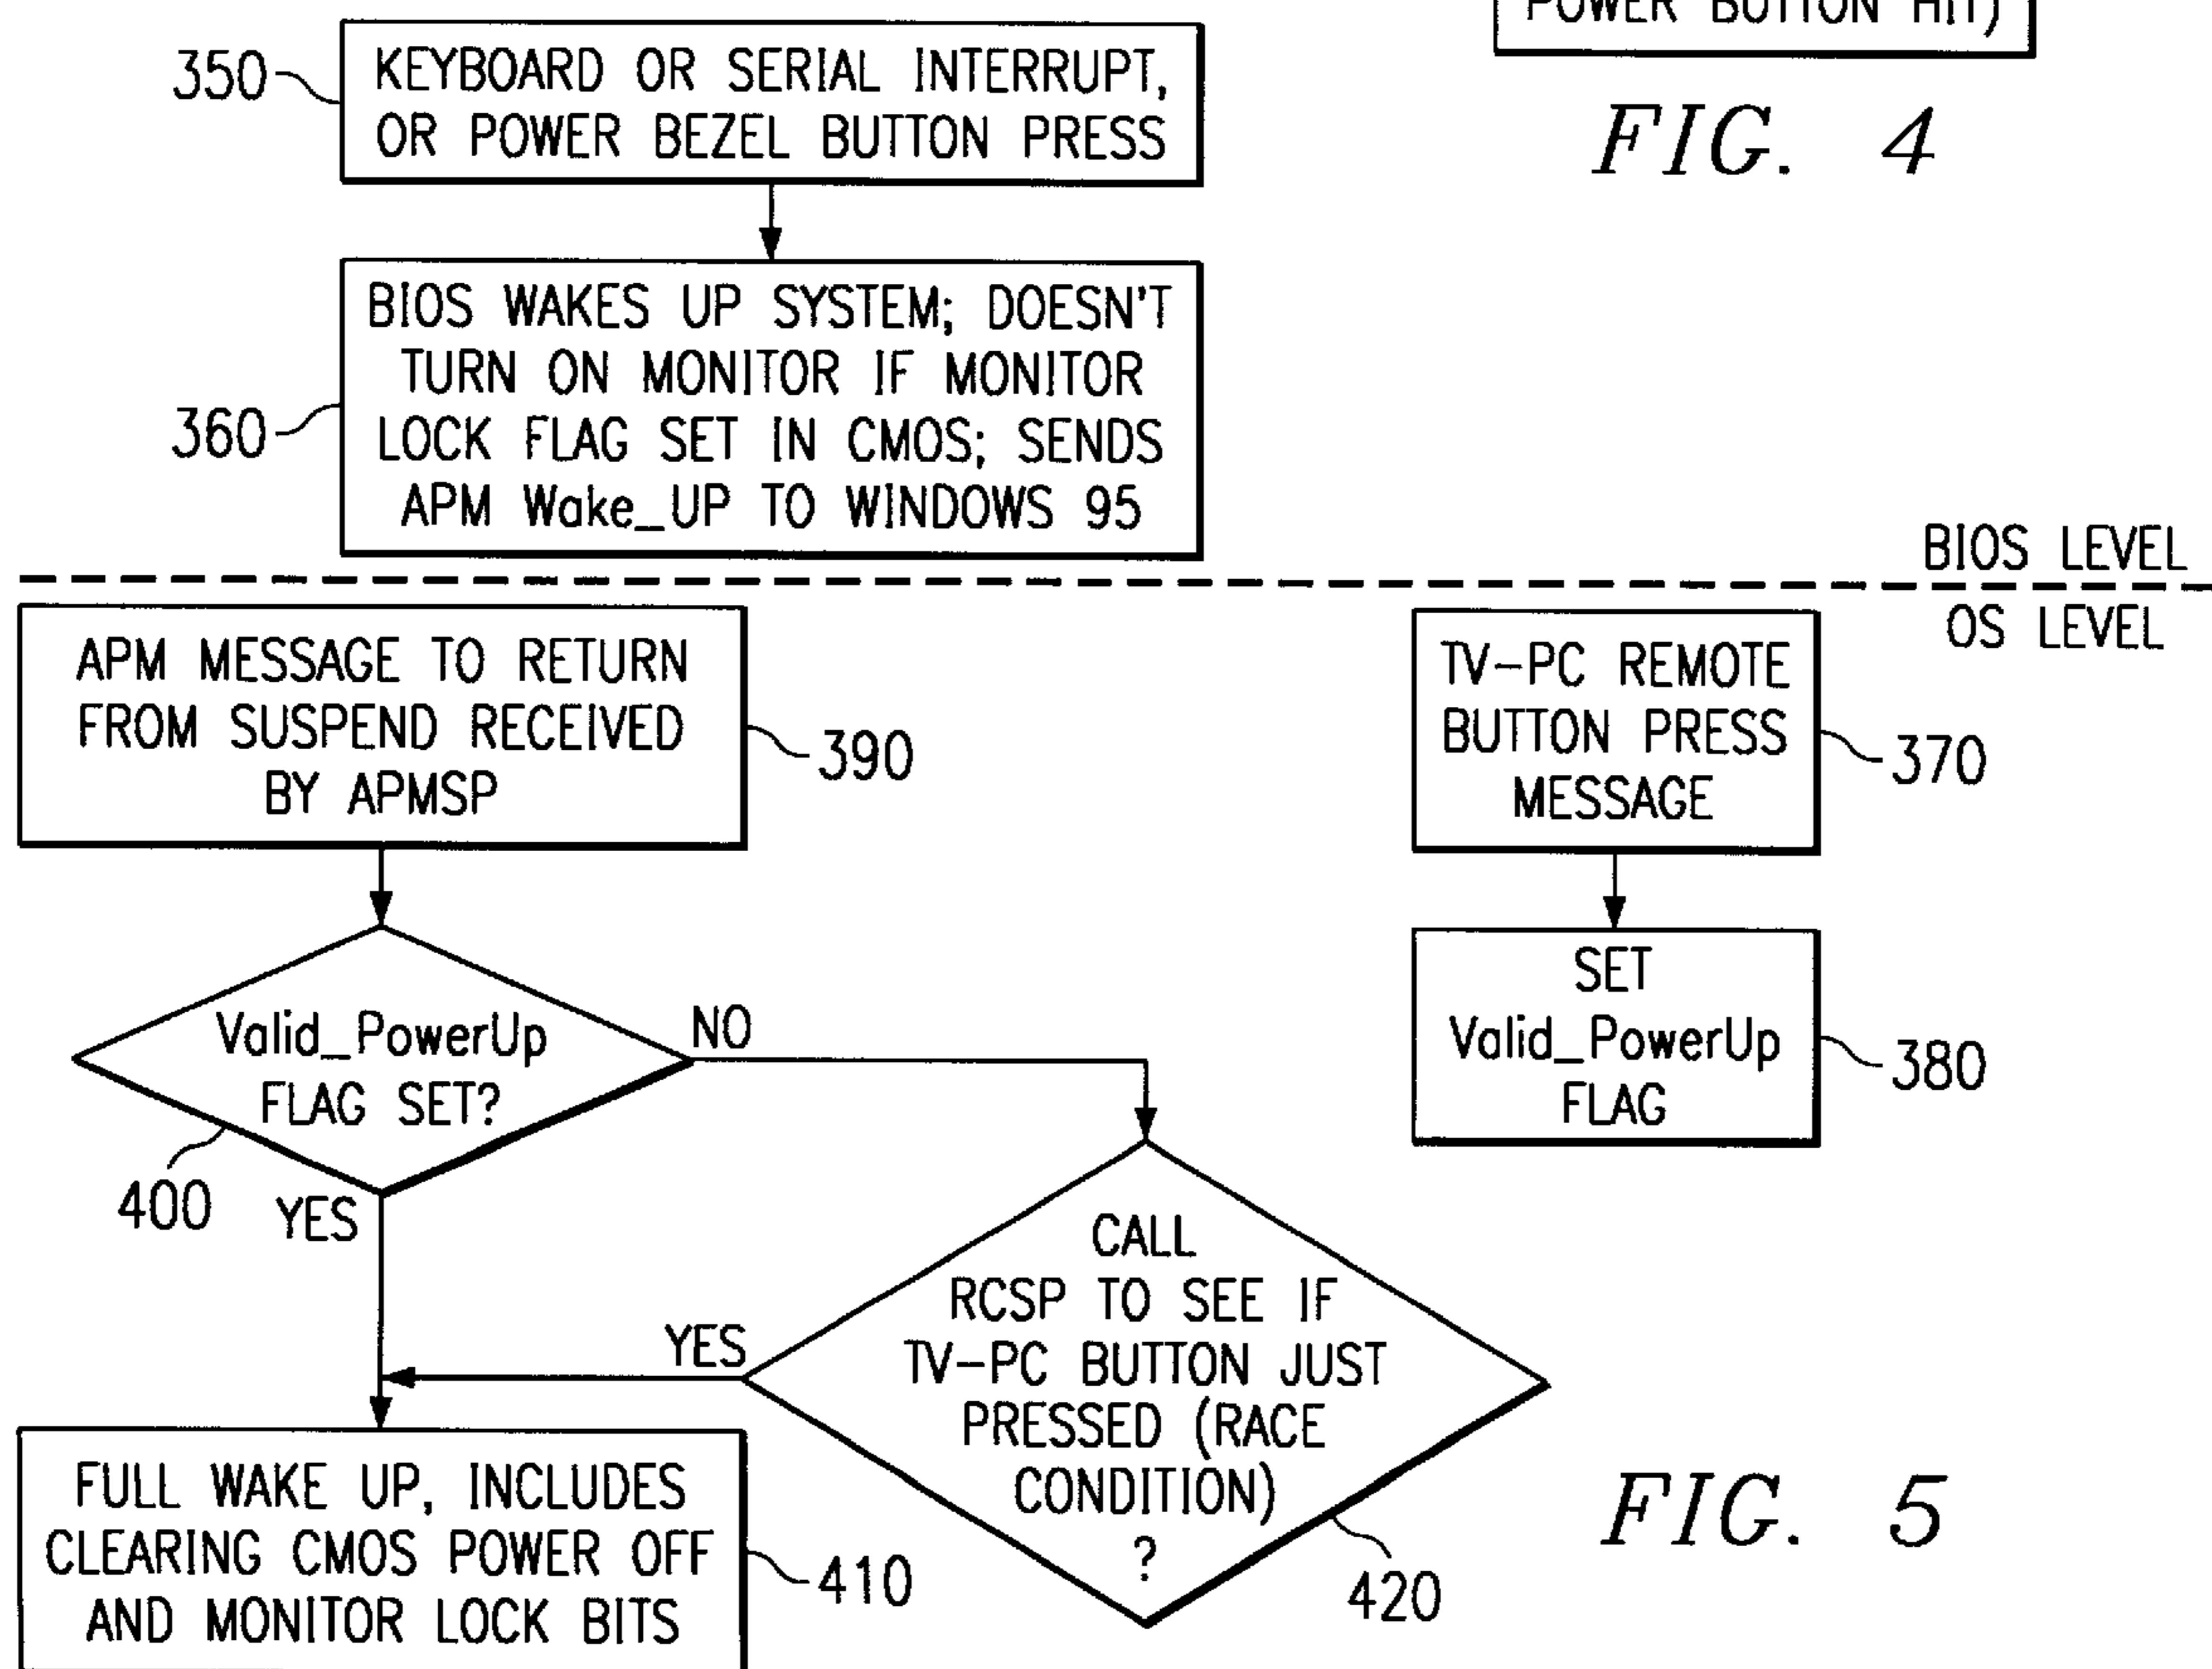 POWER BUTTON HIT)
FIG. 4
350
KEYBOARD OR SERIAL INTERRUPT,
OR POWER BEZEL BUTTON PRESS
360
BIOS WAKES UP SYSTEM; DOESN'T
TURN ON MONITOR IF MONITOR
LOCK FLAG SET IN CMOS; SENDS
APM Wake_UP TO WINDOWS 95
BIOS LEVEL
OS LEVEL
APM MESSAGE TO RETURN
FROM SUSPEND RECEIVED
BY APMSP
390
TV-PC REMOTE
BUTTON PRESS
MESSAGE
370
SET
Valid_PowerUp
FLAG
380
Valid_PowerUp
FLAG SET?
NO
400
YES
CALL
RCSP TO SEE IF
TV-PC BUTTON JUST
PRESSED (RACE
CONDITION)
?
YES
420
FULL WAKE UP, INCLUDES
CLEARING CMOS POWER OFF
AND MONITOR LOCK BITS
410
FIG. 5